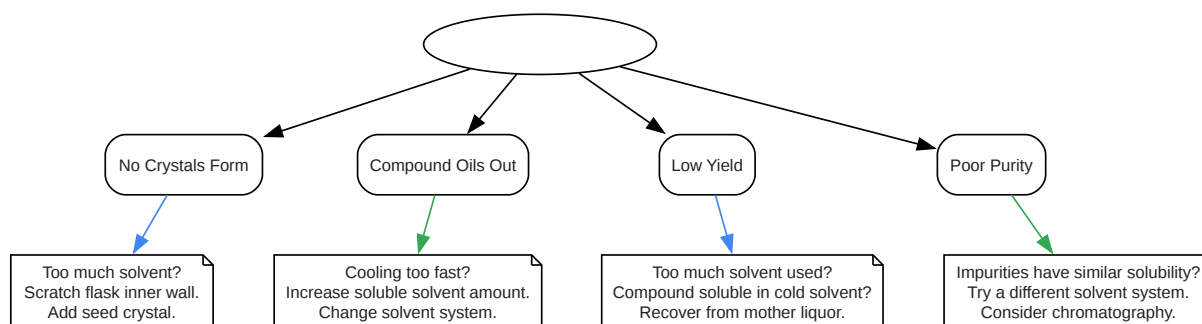 No Crystals Form
Compound Oils Out
Low Yield
Poor Purity
Too much solvent?
Scratch flask inner wall.
Add seed crystal.
Cooling too fast?
Increase soluble solvent amount.
Change solvent system.
Too much solvent used?
Compound soluble in cold solvent?
Recover from mother liquor.
Impurities have similar solubility?
Try a different solvent system.
Consider chromatography.